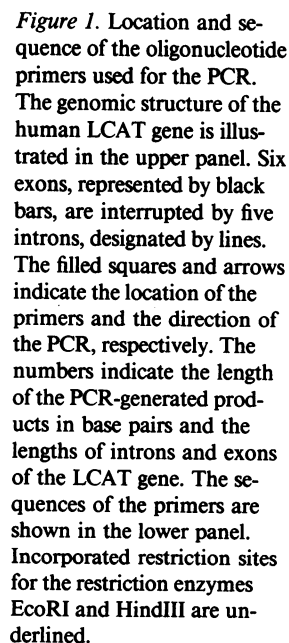 Figure 1. Location and se-
quence of the oligonucleotide
primers used for the PCR.
The genomic structure of the
human LCAT gene is illus-
trated in the upper panel. Six
exons, represented by black
bars, are interrupted by five
introns, designated by lines.
The filled squares and arrows
indicate the location of the
primers and the direction of
the PCR, respectively. The
numbers indicate the length
of the PCR-generated prod-
ucts in base pairs and the
lengths of introns and exons
of the LCAT gene. The se-
quences of the primers are
shown in the lower panel.
Incorporated restriction sites
for the restriction enzymes
EcoRI and HindIII are un-
derlined.